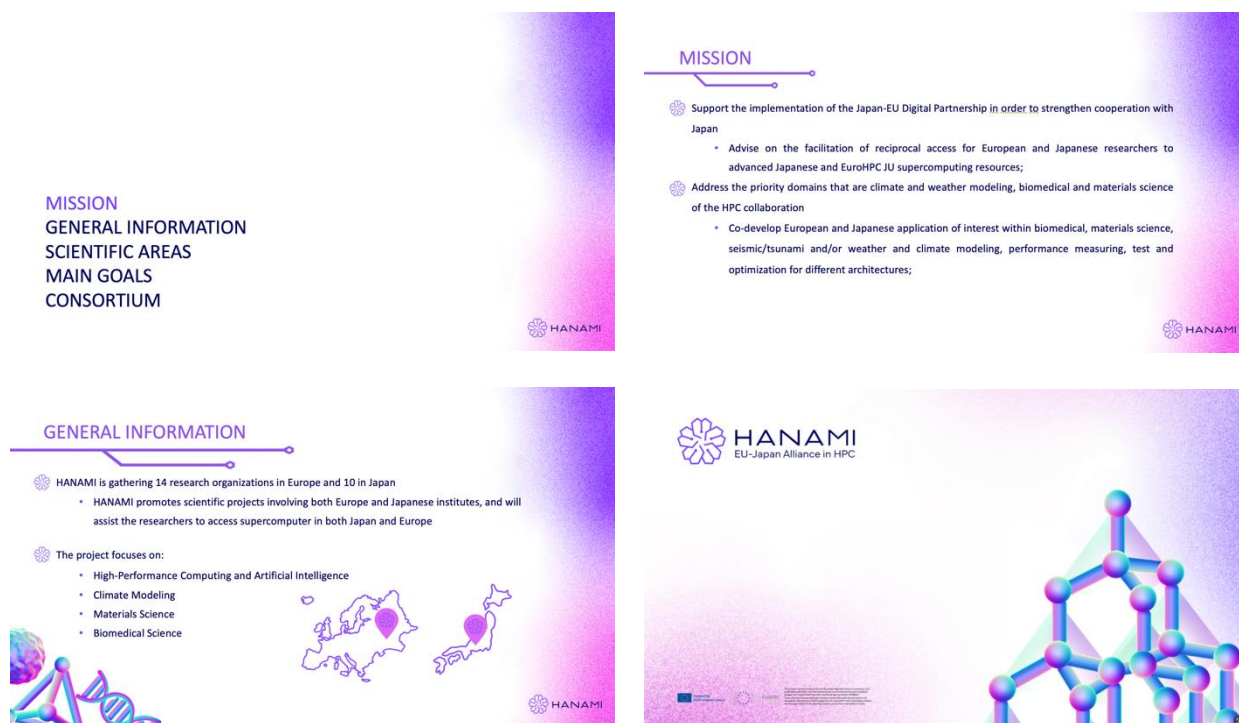 MISSION
GENERAL INFORMATION
SCIENTIFIC AREAS
MAIN GOALS
CONSORTIUM
HANAMI
MISSION
Support the implementation of the Japan-EU Digital Partnership in order to strengthen cooperation with
Japan
• Advise on the facilitation of reciprocal access for European and Japanese researchers to
advanced Japanese and EuroHPC JU supercomputing resources;
Address the priority domains that are climate and weather modeling, biomedical and materials science
of the HPC collaboration
• Co-develop European and Japanese application of interest within biomedical, materials science,
seismic/tsunami and/or weather and climate modeling, performance measuring, test and
optimization for different architectures;
HANAMI
GENERAL INFORMATION
HANAMI is gathering 14 research organizations in Europe and 10 in Japan
• HANAMI promotes scientific projects involving both Europe and Japanese institutes, and will
assist the researchers to access supercomputer in both Japan and Europe
The project focuses on:
• High-Performance Computing and Artificial Intelligence
• Climate Modeling
• Materials Science
• Biomedical Science
HANAMI
HANAMI
EU-Japan Alliance in HPC